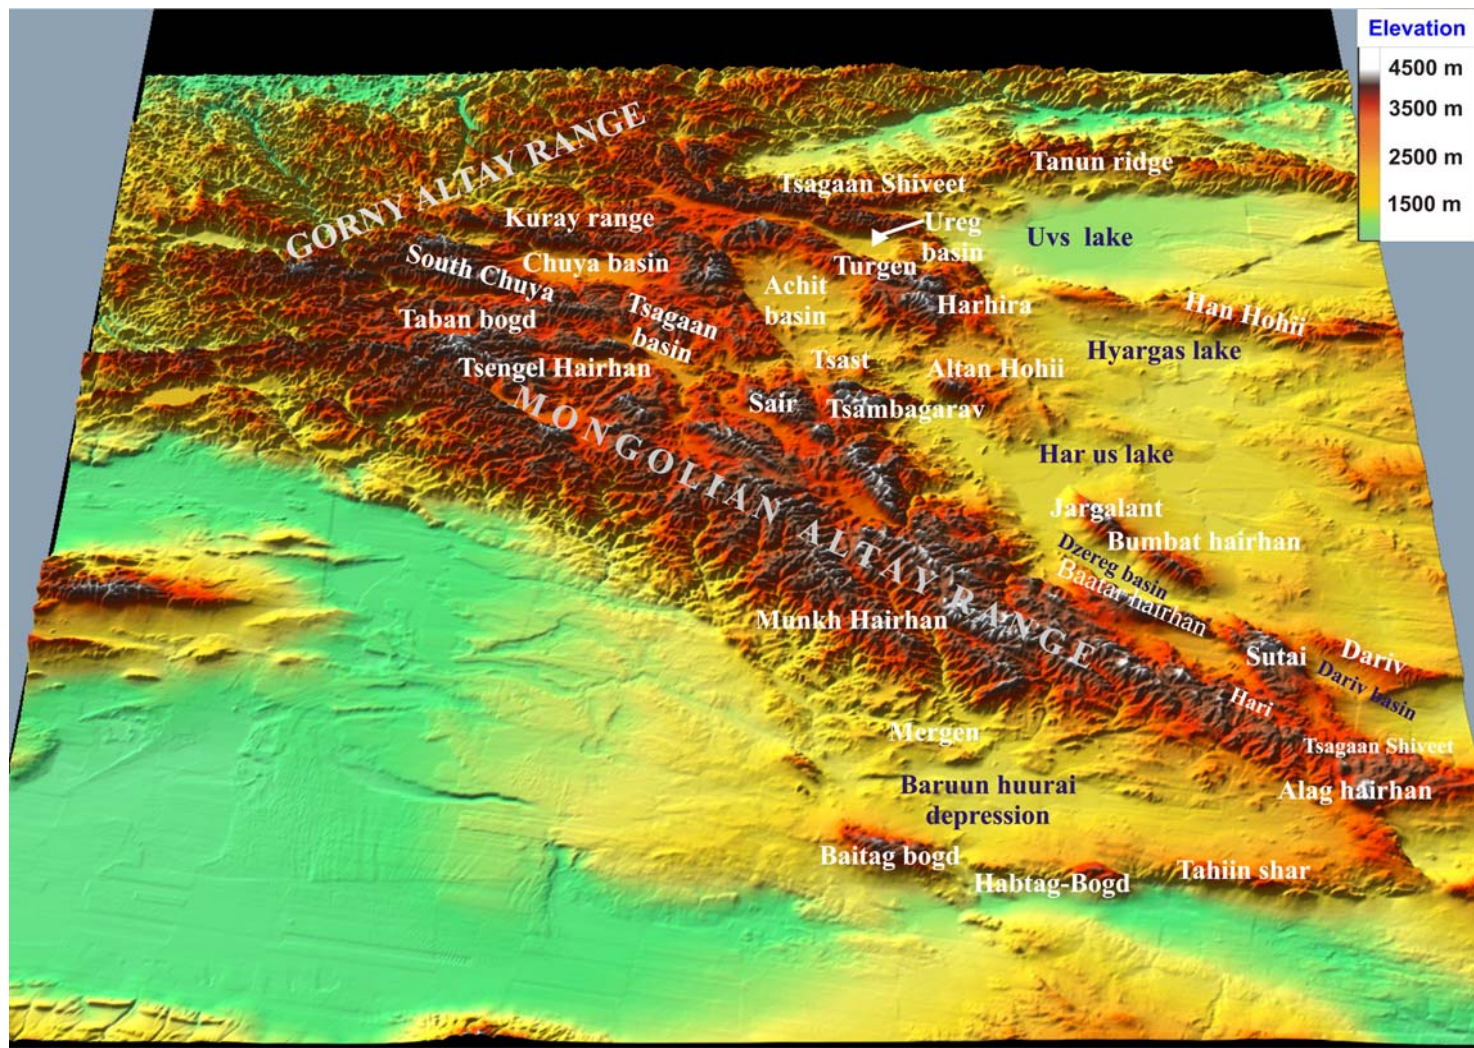 Elevation
4500 m
3500 m
2500 m
1500 m
GORNY ALTAY RANGE
Tanun ridge
Tsagaan Shiveet
Kuray range
Ureg
basin
Uvs lake
South Chuya
Chuya basin
Turgen
Achit
basin
Harhira
Han Hohii
Taban bogd
Tsagaan
basin
Hyargas lake
Tsengel Hairhan
Tsast
Altan Hohii
Sair
Tsambagarav
MONGOLIAN ALTAY RANGE
Har us lake
Jargalant
Bumbat hairhan
Dzereg basin
Baatar hairhan
Munkh Hairhan
Sutai
Dariv
Dariv basin
Hari
Mergen
Tsagaan Shiveet
Baruun huurai
depression
Alag hairhan
Baitag bogd
Habtag-Bogd
Tahiin shar